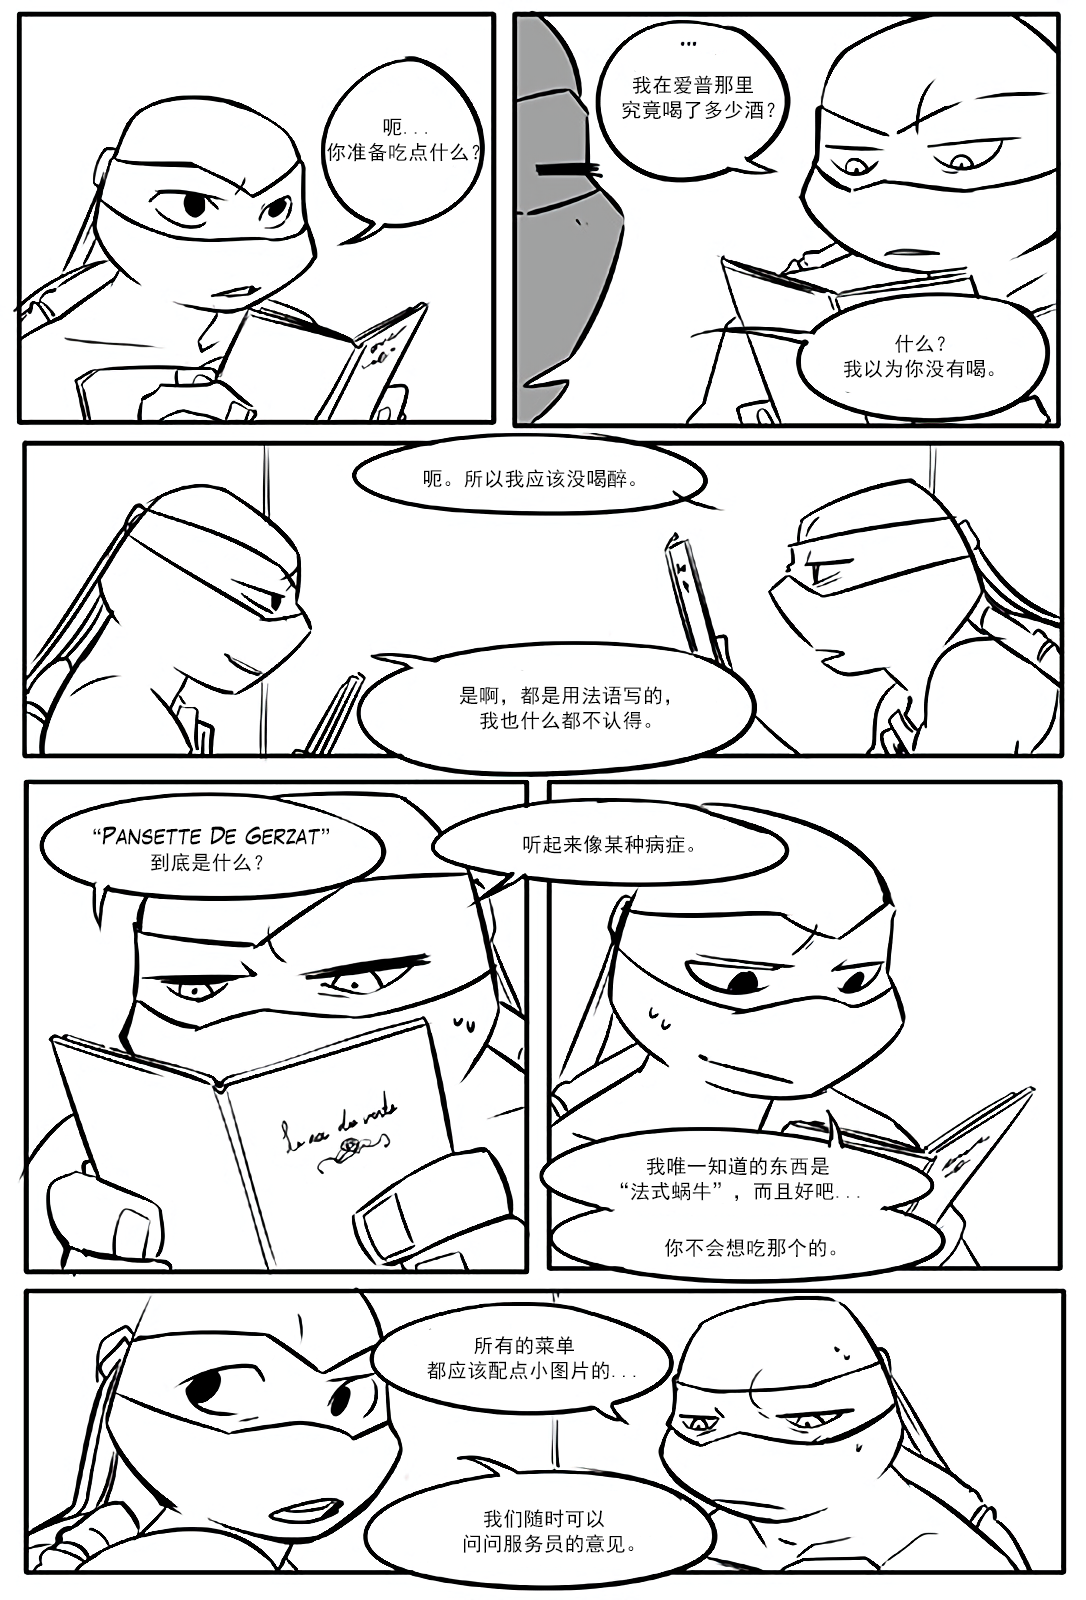 呃...
你准备吃点什么？
...
我在爱普那里
究竟喝了多少酒？
什么？
我以为你没有喝。
呃。所以我应该没喝醉。
是啊，都是用法语写的，
我也什么都不认得。
“PANSETTE DE GERZAT”
到底是什么？
听起来像某种病症。
我唯一知道的东西是
“法式蜗牛”，而且好吧...
你不会想吃那个的。
所有的菜单
都应该配点小图片的...
我们随时可以
问问服务员的意见。